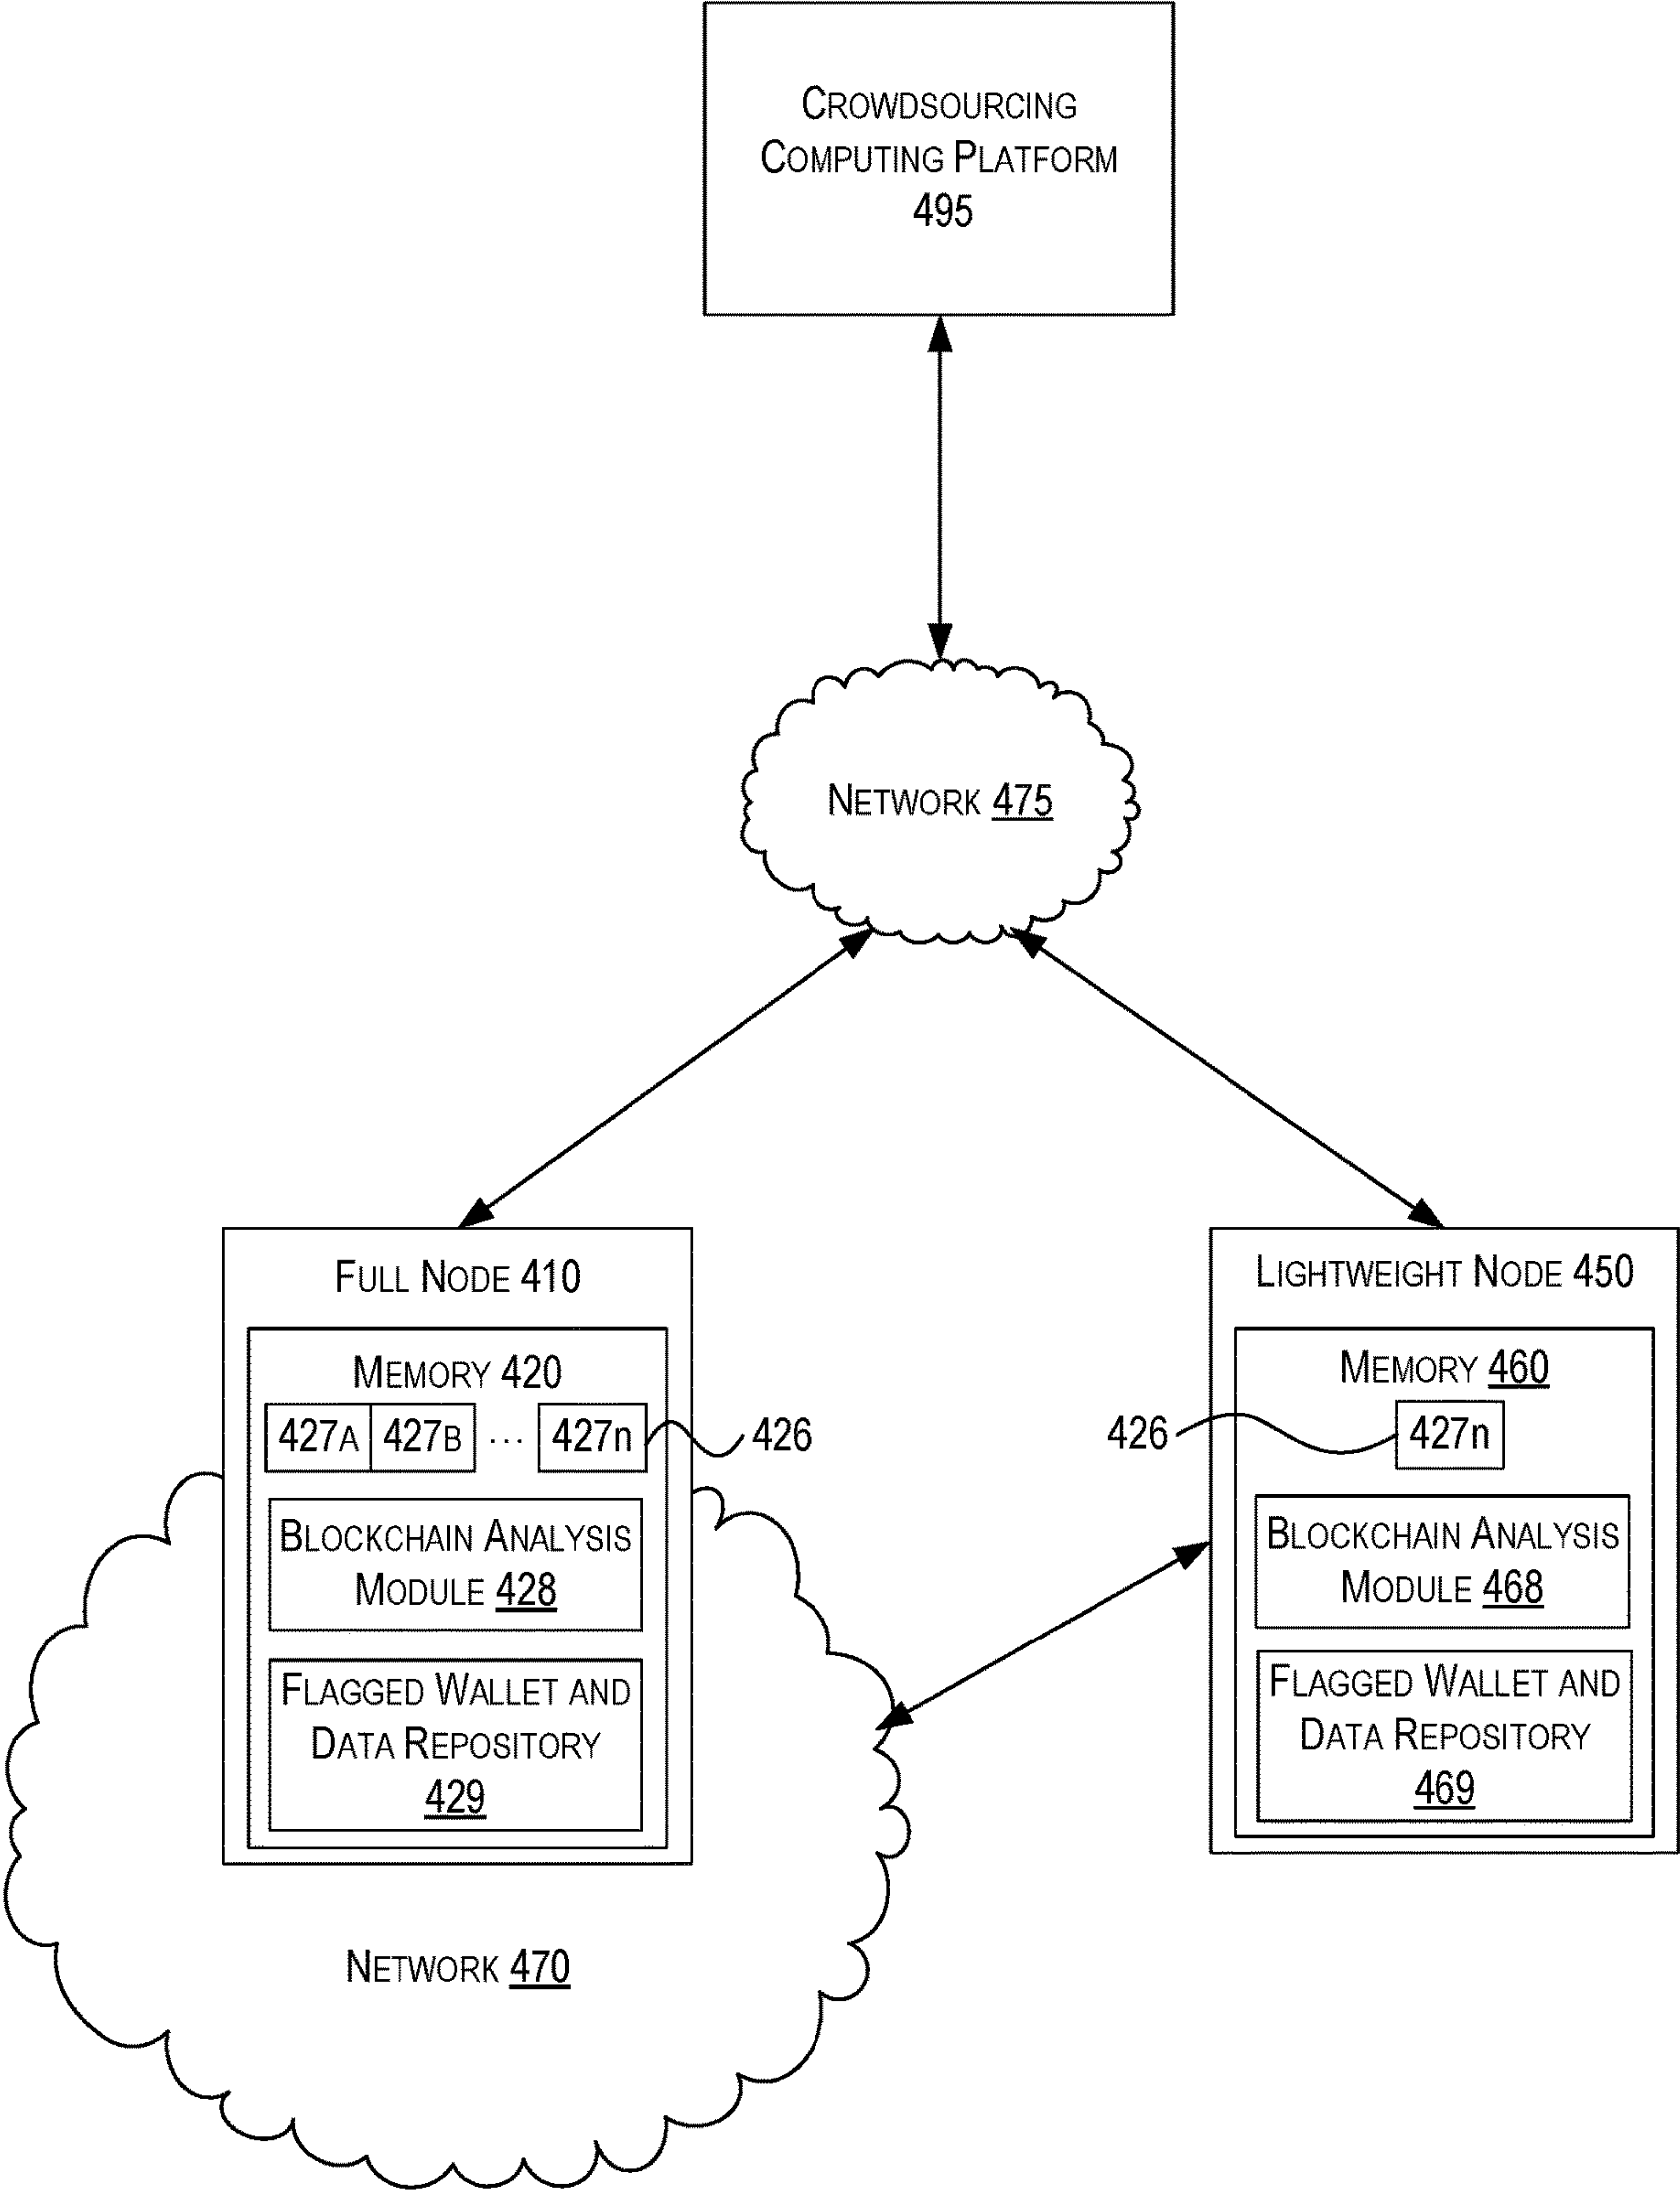 CROWDSOURCING
COMPUTING PLATFORM
495
NETWORK 475
FULL NODE 410
MEMORY 420
427A 427B ... 427n
426
BLOCKCHAIN ANALYSIS
MODULE 428
FLAGGED WALLET AND
DATA REPOSITORY
429
NETWORK 470
LIGHTWEIGHT NODE 450
MEMORY 460
426
427n
BLOCKCHAIN ANALYSIS
MODULE 468
FLAGGED WALLET AND
DATA REPOSITORY
469